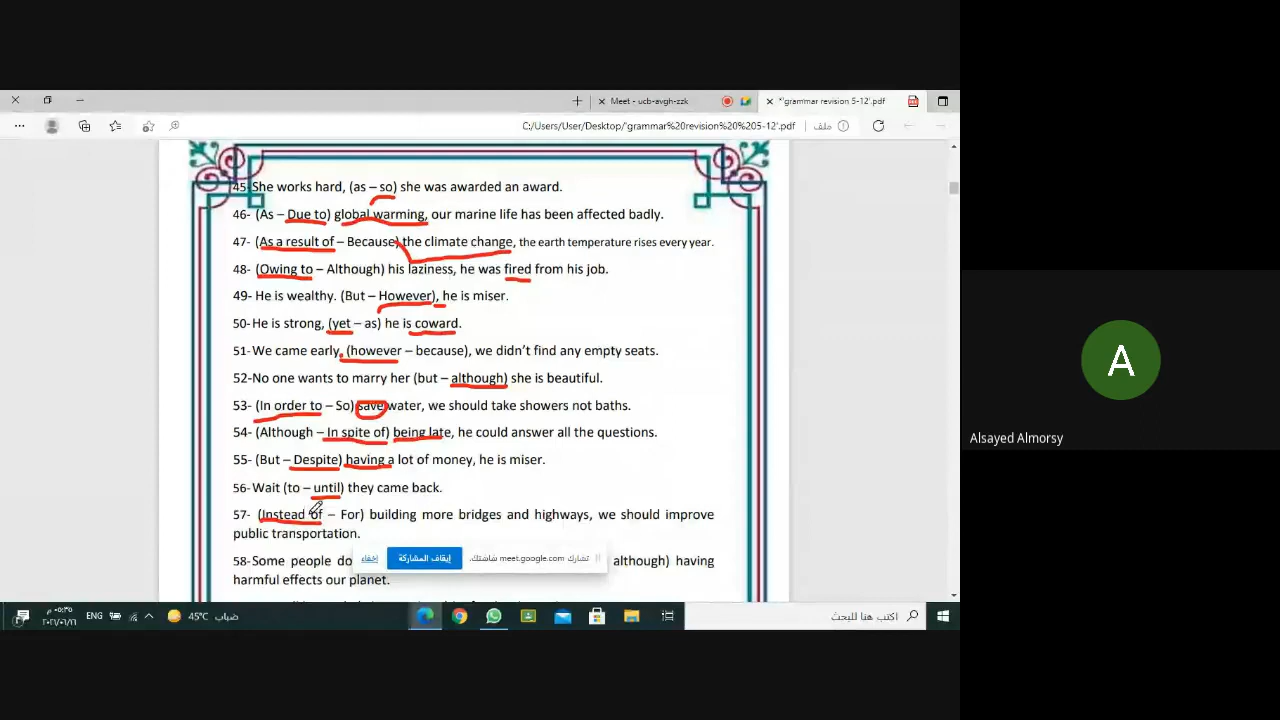 Meet - ucb-avgh-zzk
*'grammar revision 5-12'.pdf
C:/Users/User/Desktop/'grammar%20revision%20%205-12'.pdf
ملف
45- She works hard, (as – so) she was awarded an award.
46- (As – Due to) global warming, our marine life has been affected badly.
47- (As a result of – Because) the climate change, the earth temperature rises every year.
48- (Owing to – Although) his laziness, he was fired from his job.
49- He is wealthy. (But – However), he is miser.
50- He is strong, (yet – as) he is coward.
51- We came early. (however – because), we didn't find any empty seats.
52- No one wants to marry her (but – although) she is beautiful.
53- (In order to – So) save water, we should take showers not baths.
54- (Although – In spite of) being late, he could answer all the questions.
55- (But – Despite) having a lot of money, he is miser.
56- Wait (to – until) they came back.
57- (Instead of – For) building more bridges and highways, we should improve
public transportation.
58- Some people do although) having
harmful effects our planet.
تشارك meet.google.com شاشتك.
إيقاف المشاركة
إخفاء
Alsayed Almorsy
A
اكتب هنا للبحث
45°C ضباب
ENG
٠٥:٣٥ م
٢٠٢١/٠٦/١٦